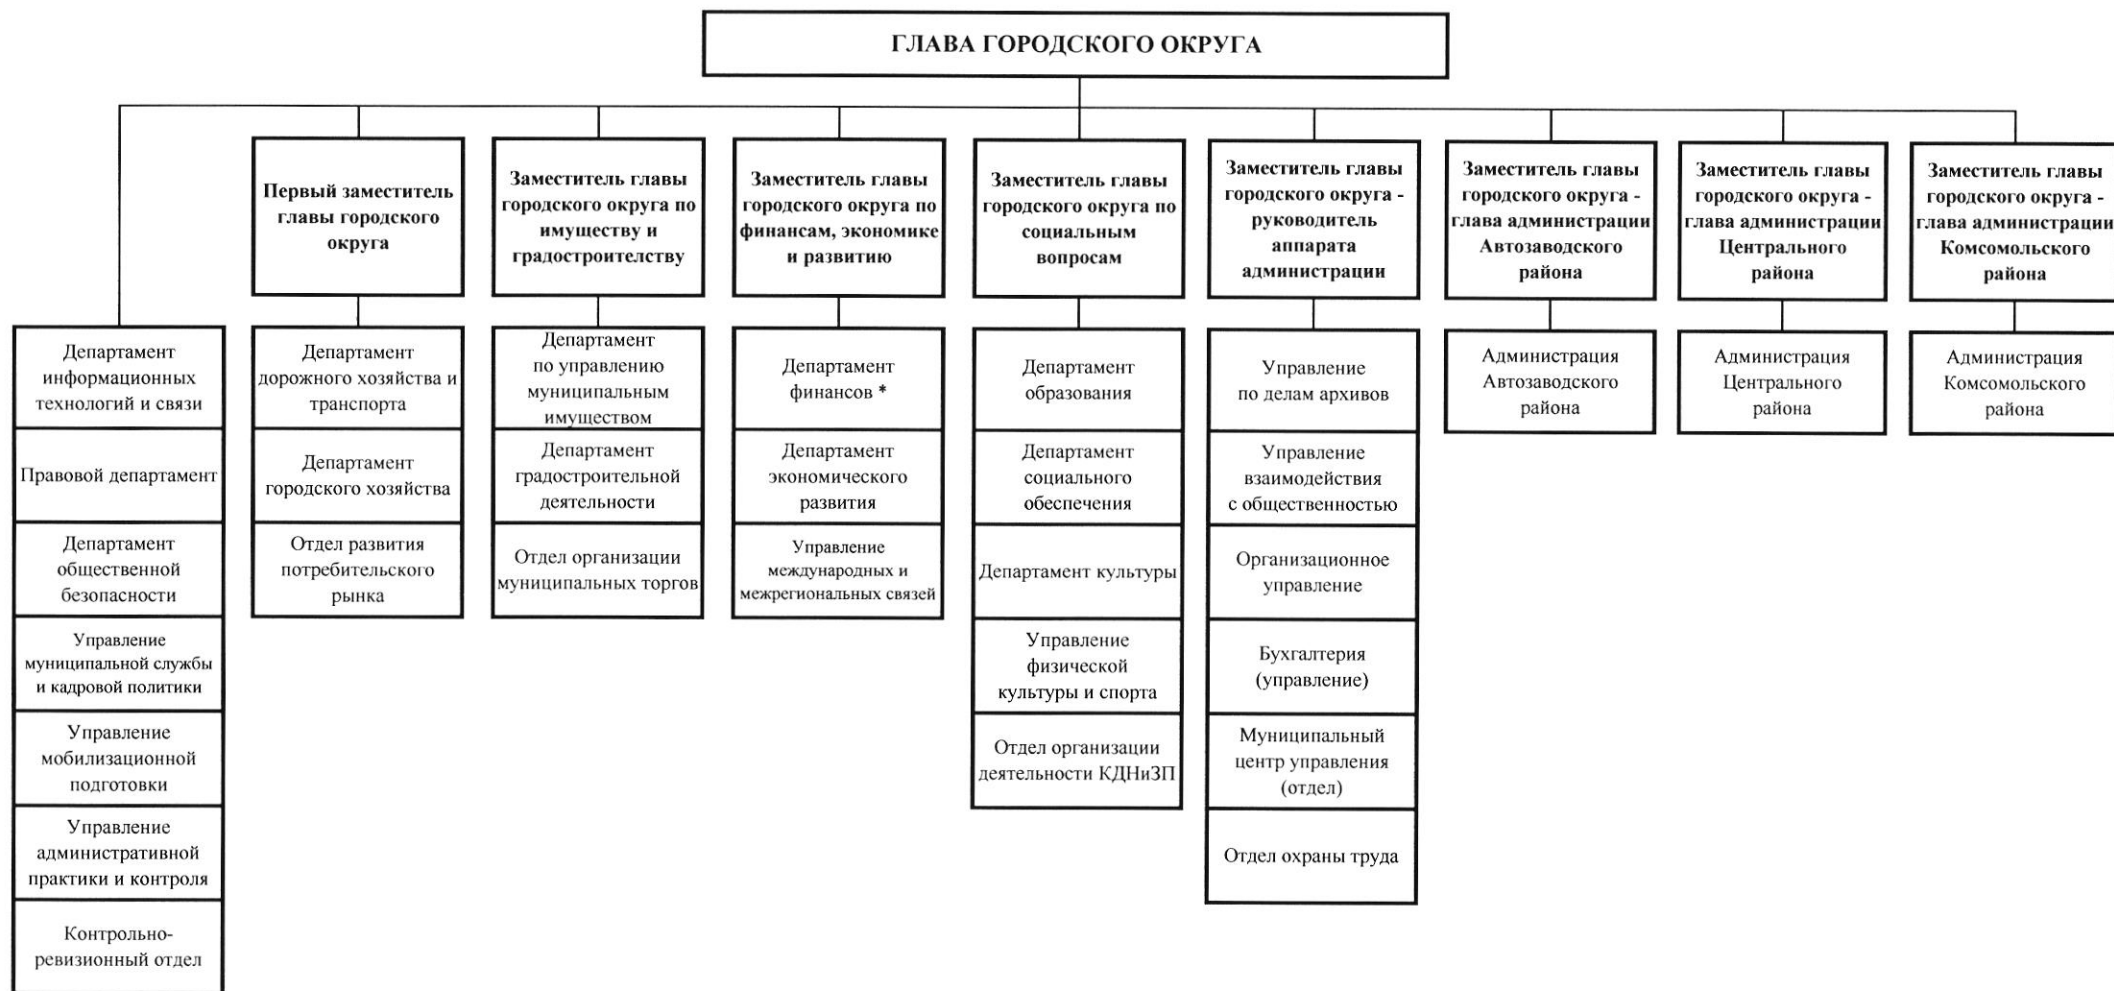 ГЛАВА ГОРОДСКОГО ОКРУГА
Первый заместитель
главы городского
округа
Заместитель главы
городского округа по
имуществу и
градостроителству
Заместитель главы
городского округа по
финансам, экономике
и развитию
Заместитель главы
городского округа по
социальным
вопросам
Заместитель главы
городского округа -
руководитель
аппарата
администрации
Заместитель главы
городского округа -
глава администрации
Автозаводского
района
Заместитель главы
городского округа -
глава администрации
Центрального
района
Заместитель главы
городского округа -
глава администрации
Комсомольского
района
Департамент
информационных
технологий и связи
Правовой департамент
Департамент
общественной
безопасности
Управление
муниципальной службы
и кадровой политики
Управление
мобилизационной
подготовки
Управление
административной
практики и контроля
Контрольно-
ревизионный отдел
Департамент
дорожного хозяйства и
транспорта
Департамент
городского хозяйства
Отдел развития
потребительского
рынка
Департамент
по управлению
муниципальным
имуществом
Департамент
градостроительной
деятельности
Отдел организации
муниципальных торгов
Департамент
финансов *
Департамент
экономического
развития
Управление
международных и
межрегиональных связей
Департамент
образования
Департамент
социального
обеспечения
Департамент культуры
Управление
физической
культуры и спорта
Отдел организации
деятельности КДНиЗП
Управление
по делам архивов
Управление
взаимодействия
с общественностью
Организационное
управление
Бухгалтерия
(управление)
Муниципальный
центр управления
(отдел)
Отдел охраны труда
Администрация
Автозаводского
района
Администрация
Центрального
района
Администрация
Комсомольского
района